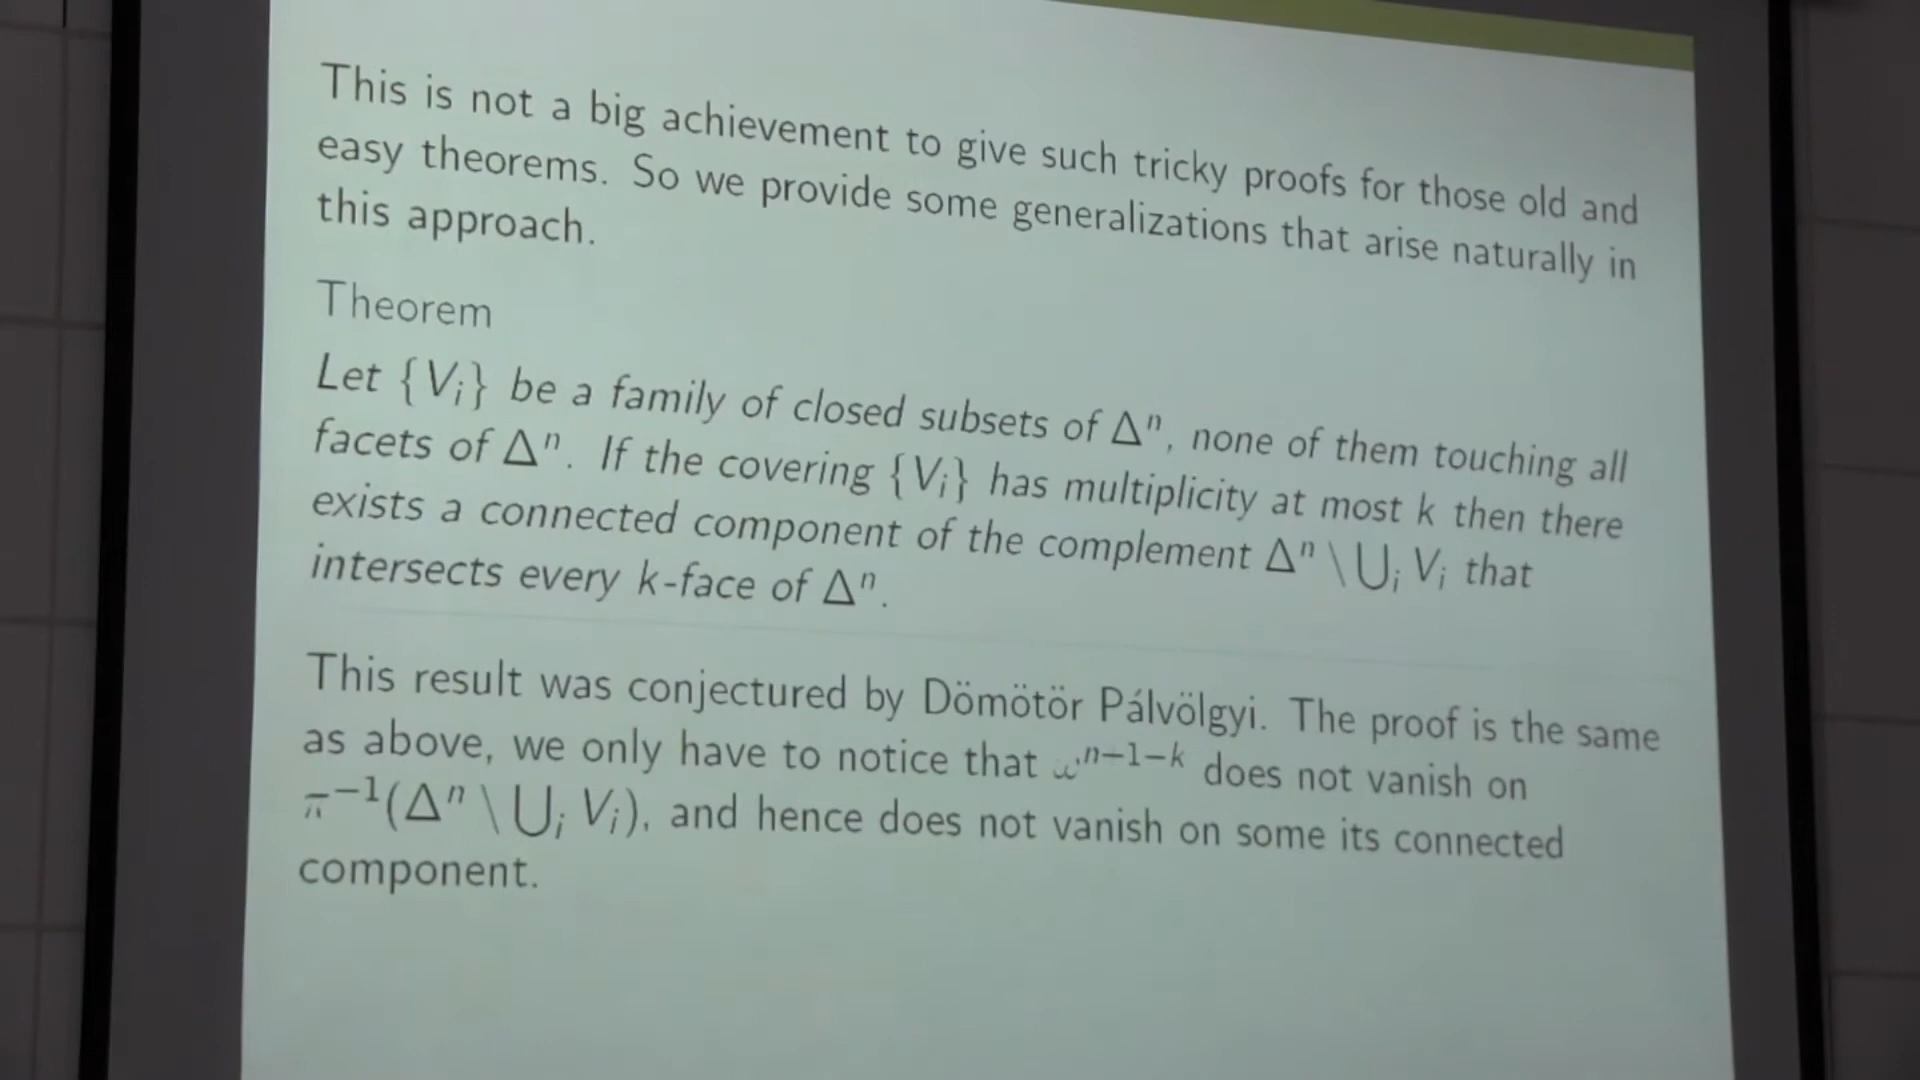 This is not a big achievement to give such tricky proofs for those old and
easy theorems. So we provide some generalizations that arise naturally in
this approach.
Theorem
Let {V_i} be a family of closed subsets of Δ^n, none of them touching all
facets of Δ^n. If the covering {V_i} has multiplicity at most k then there
exists a connected component of the complement Δ^n \ ⋃_i V_i that
intersects every k-face of Δ^n.
This result was conjectured by Dömötör Pálvölgyi. The proof is the same
as above, we only have to notice that ω^{n−1−k} does not vanish on
π^{−1}(Δ^n \ ⋃_i V_i), and hence does not vanish on some its connected
component.